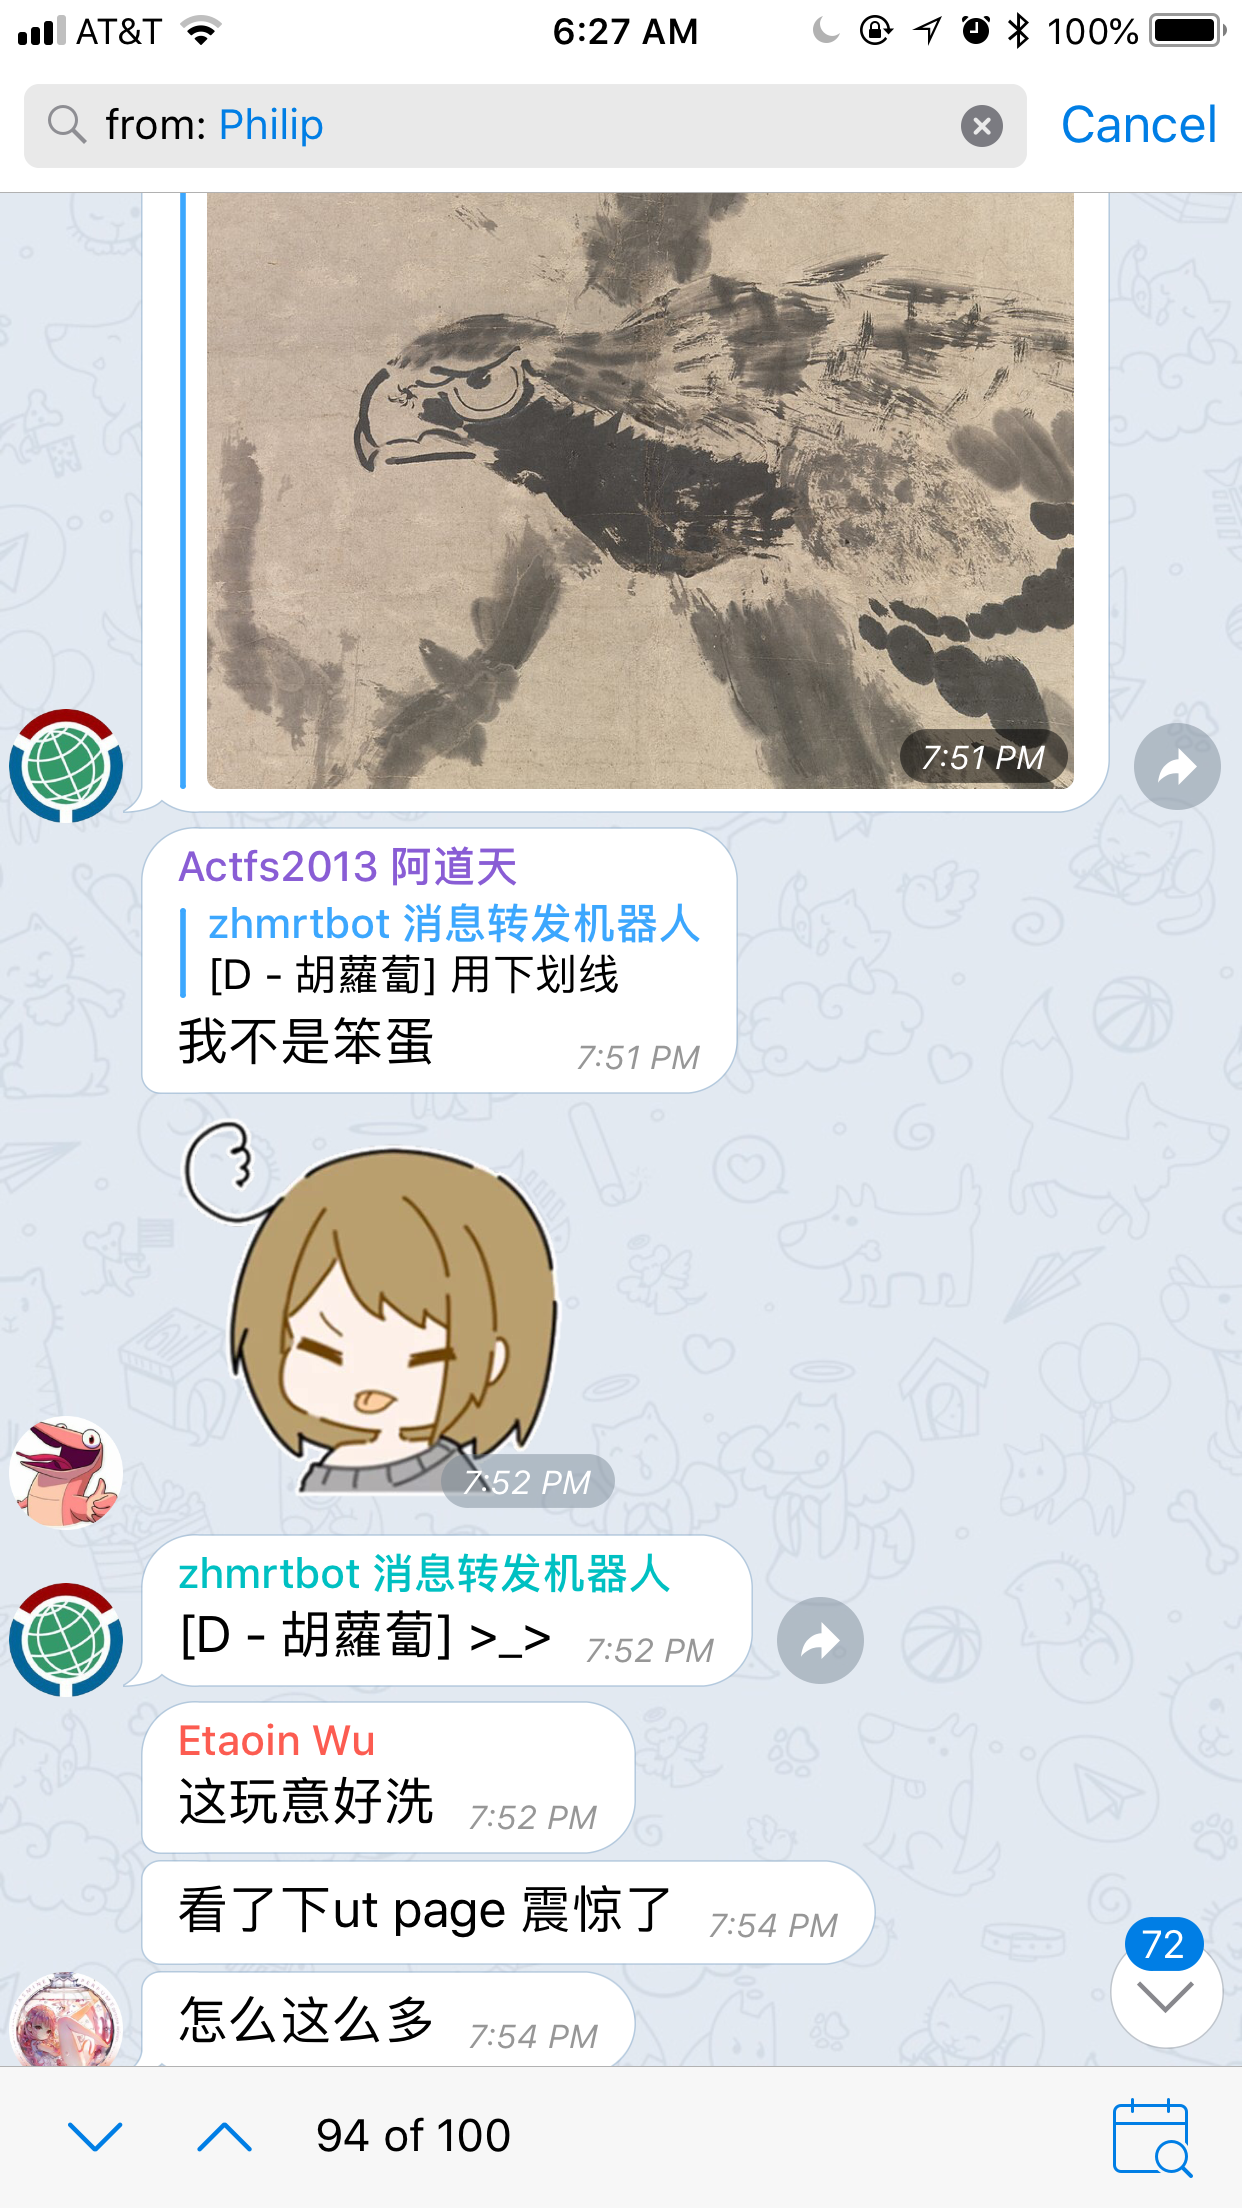 AT&T 6:27 AM 100%
from: Philip Cancel
7:51 PM
Actfs2013 阿道天
zhmrtbot 消息转发机器人
[D - 胡蘿蔔] 用下划线
我不是笨蛋 7:51 PM
7:52 PM
zhmrtbot 消息转发机器人
[D - 胡蘿蔔] >_> 7:52 PM
Etaoin Wu
这玩意好洗 7:52 PM
看了下ut page 震惊了 7:54 PM
72
怎么这么多 7:54 PM
94 of 100